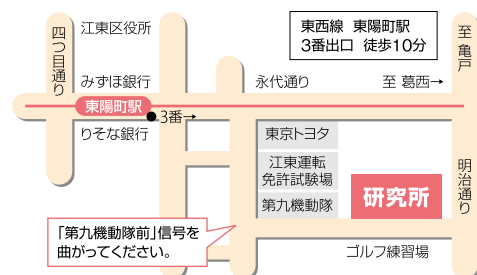 東西線 東陽町駅
3番出口 徒歩10分
四つ目通り
江東区役所
至 亀戸
みずほ銀行
永代通り
至 葛西→
東陽町駅
3番→
りそな銀行
東京トヨタ
江東運転
免許試験場
第九機動隊
研究所
明治通り
「第九機動隊前」信号を
曲がってください。
ゴルフ練習場